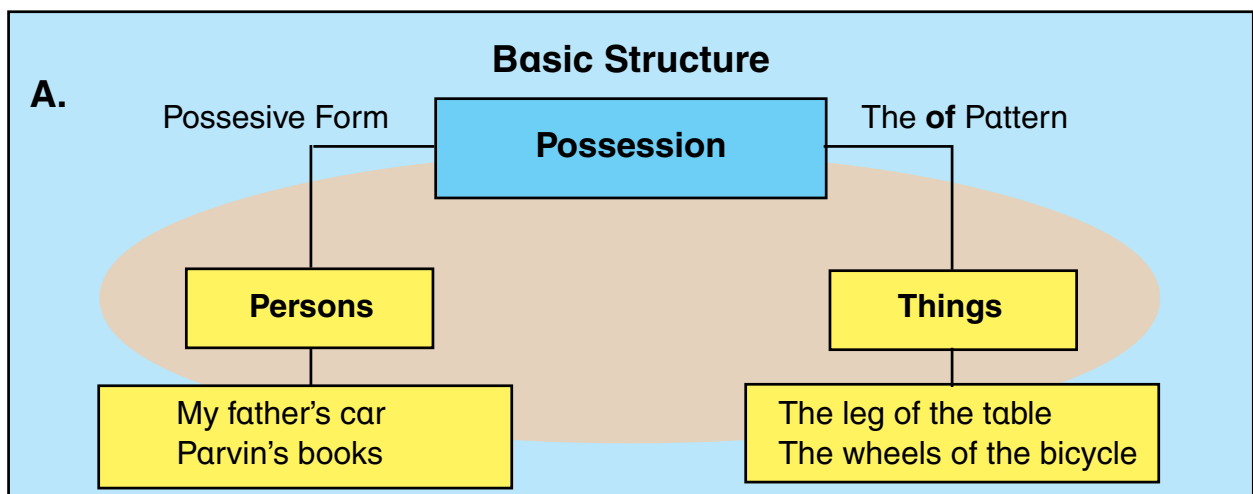 Basic Structure
A.
Possesive Form
Possession
The of Pattern
Persons
Things
My father's car
Parvin's books
The leg of the table
The wheels of the bicycle